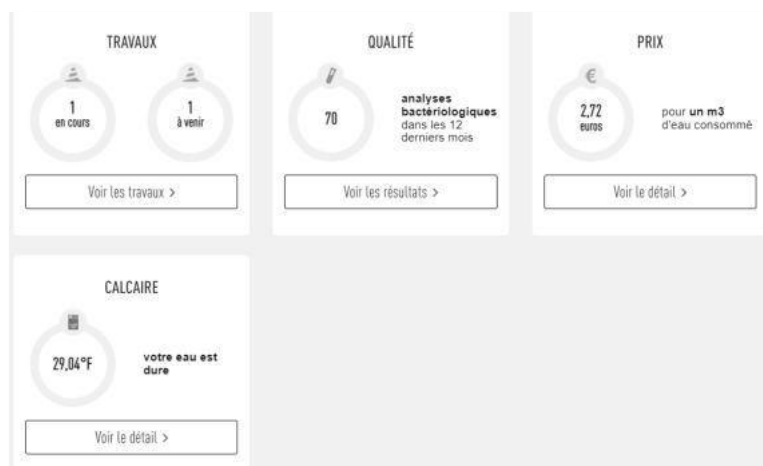 TRAVAUX
1
en cours
1
à venir
Voir les travaux >
QUALITÉ
70
analyses
bactériologiques
dans les 12
derniers mois
Voir les résultats >
PRIX
€
2,72
euros
pour un m3
d'eau consommé
Voir le détail >
CALCAIRE
29,04°F
votre eau est
dure
Voir le détail >